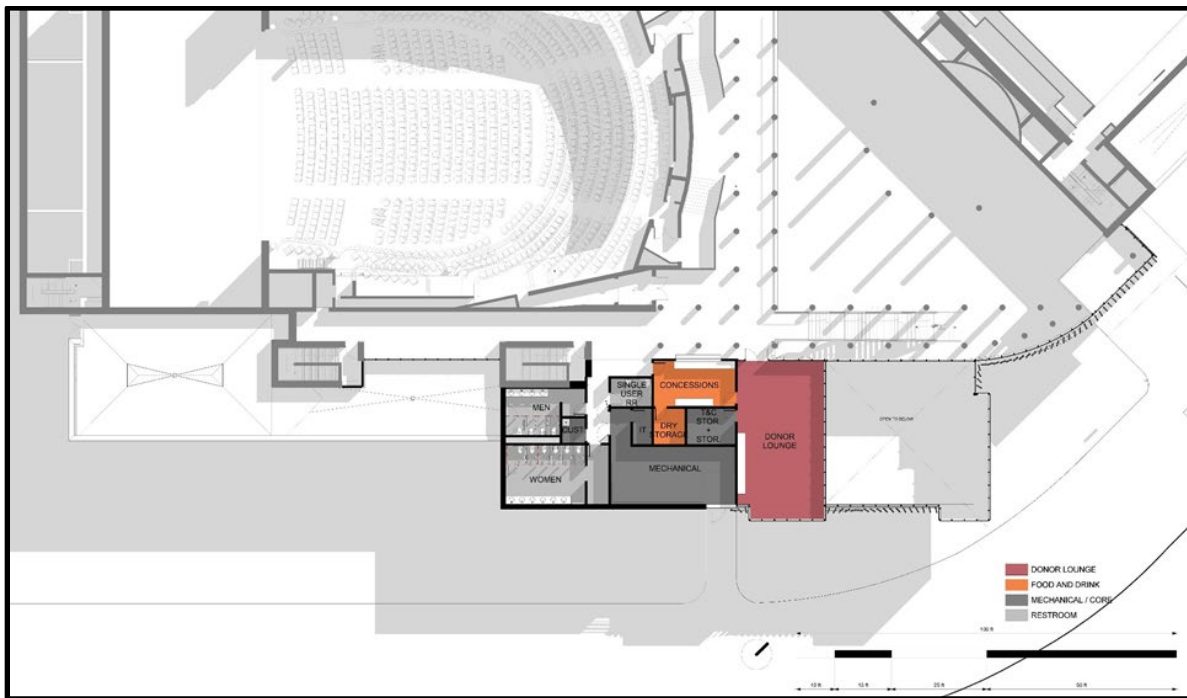 SINGLE
USER
RR
CONCESSIONS
MEN
CUST
IT
DRY
STORAGE
T&C
STOR
+
STOR
DONOR
LOUNGE
OPEN TO BELOW
WOMEN
MECHANICAL
DONOR LOUNGE
FOOD AND DRINK
MECHANICAL / CORE
RESTROOM
100 ft
10 ft
15 ft
25 ft
50 ft